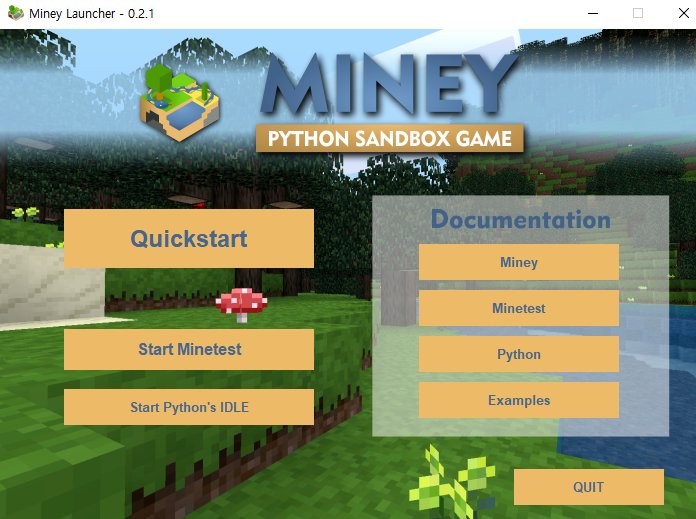 Miney Launcher - 0.2.1
MINEY
PYTHON SANDBOX GAME
Quickstart
Start Minetest
Start Python's IDLE
Documentation
Miney
Minetest
Python
Examples
QUIT